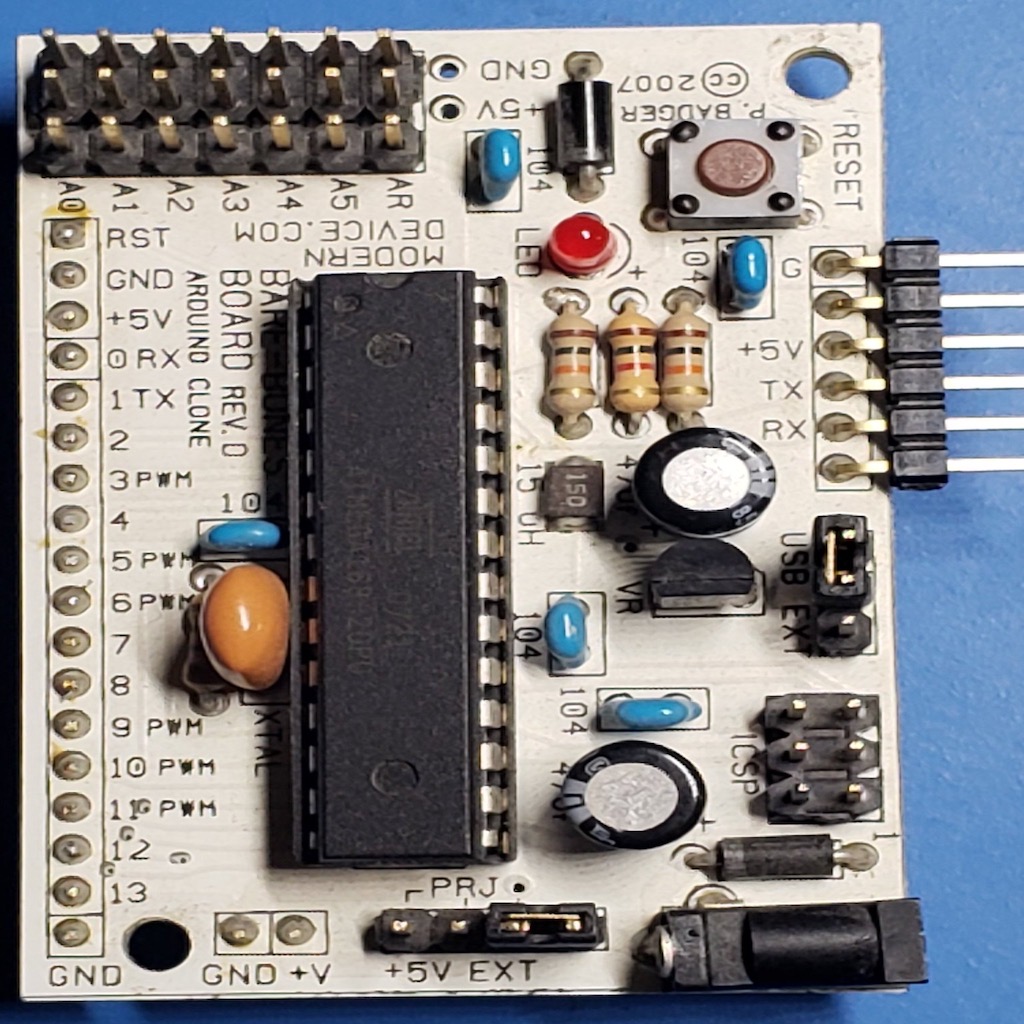 GND
+5V
(cc) 2007
P. BADGER
RESET
104
A0 A1 A2 A3 A4 A5 AR
MODERN
DEVICE.COM
LED
+
104
G
+5V
TX
RX
RST
GND
+5V
0 RX
1 TX
2
3 PWM
4
5 PWM
6 PWM
7
8
9 PWM
10 PWM
11 PWM
12
13
GND
BARE-BONES
BOARD REV.D
ARDUINO CLONE
10
XTAL
15 UH
150
VR
USB EXT
104
104
ICSP
+
1
PRJ
GND +V
+5V EXT